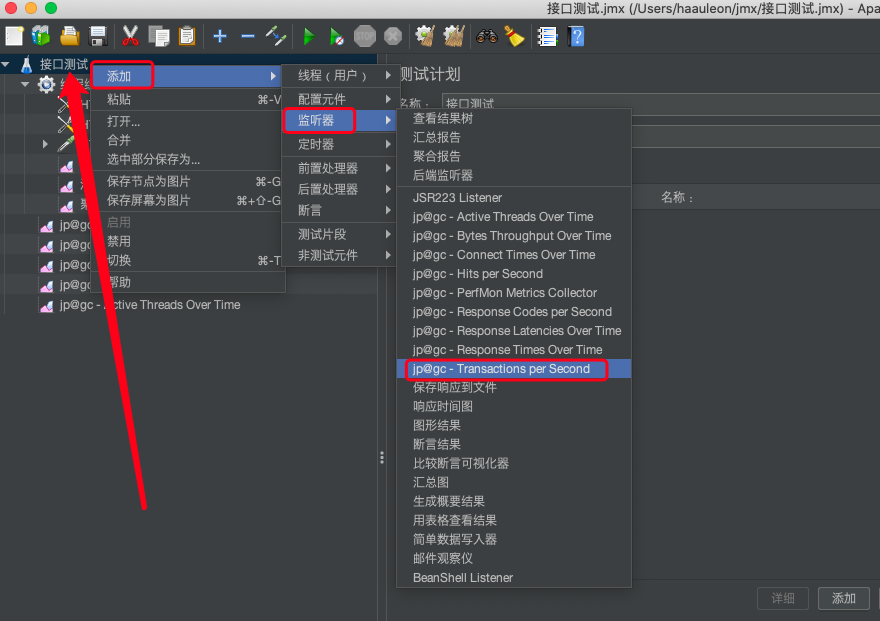 接口测试.jmx (/Users/haauleon/jmx/接口测试.jmx) - Apa
STOP
接口测试
添加
粘贴 ⌘-V
打开...
合并
选中部分保存为...
保存节点为图片 ⌘-G
保存屏幕为图片 ⌘+⇧-G
启用
禁用
切换 ⌘-T
帮助
jp@gc
jp@gc
jp@gc
jp@gc
jp@gc - Active Threads Over Time
线程（用户）
配置元件
监听器
定时器
前置处理器
后置处理器
断言
测试片段
非测试元件
测试计划
名称：
接口测试
查看结果树
汇总报告
聚合报告
后端监听器
JSR223 Listener
jp@gc - Active Threads Over Time
jp@gc - Bytes Throughput Over Time
jp@gc - Connect Times Over Time
jp@gc - Hits per Second
jp@gc - PerfMon Metrics Collector
jp@gc - Response Codes per Second
jp@gc - Response Latencies Over Time
jp@gc - Response Times Over Time
jp@gc - Transactions per Second
保存响应到文件
响应时间图
图形结果
断言结果
比较断言可视化器
汇总图
生成概要结果
用表格查看结果
简单数据写入器
邮件观察仪
BeanShell Listener
名称：
详细
添加